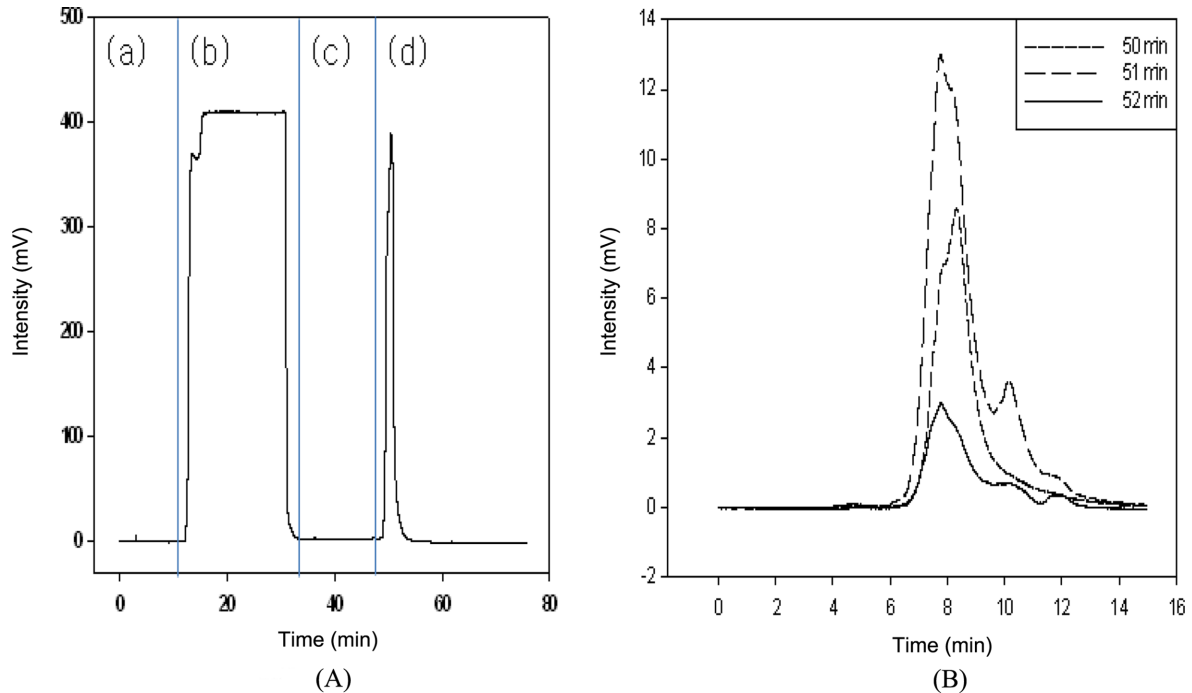 500
(a) (b) (c) (d)
400
300
200
100
0
Intensity (mV)
0 20 40 60 80
Time (min)
(A)
14
12
10
8
6
4
2
0
-2
Intensity (mV)
50 min
51 min
52 min
0 2 4 6 8 10 12 14 16
Time (min)
(B)